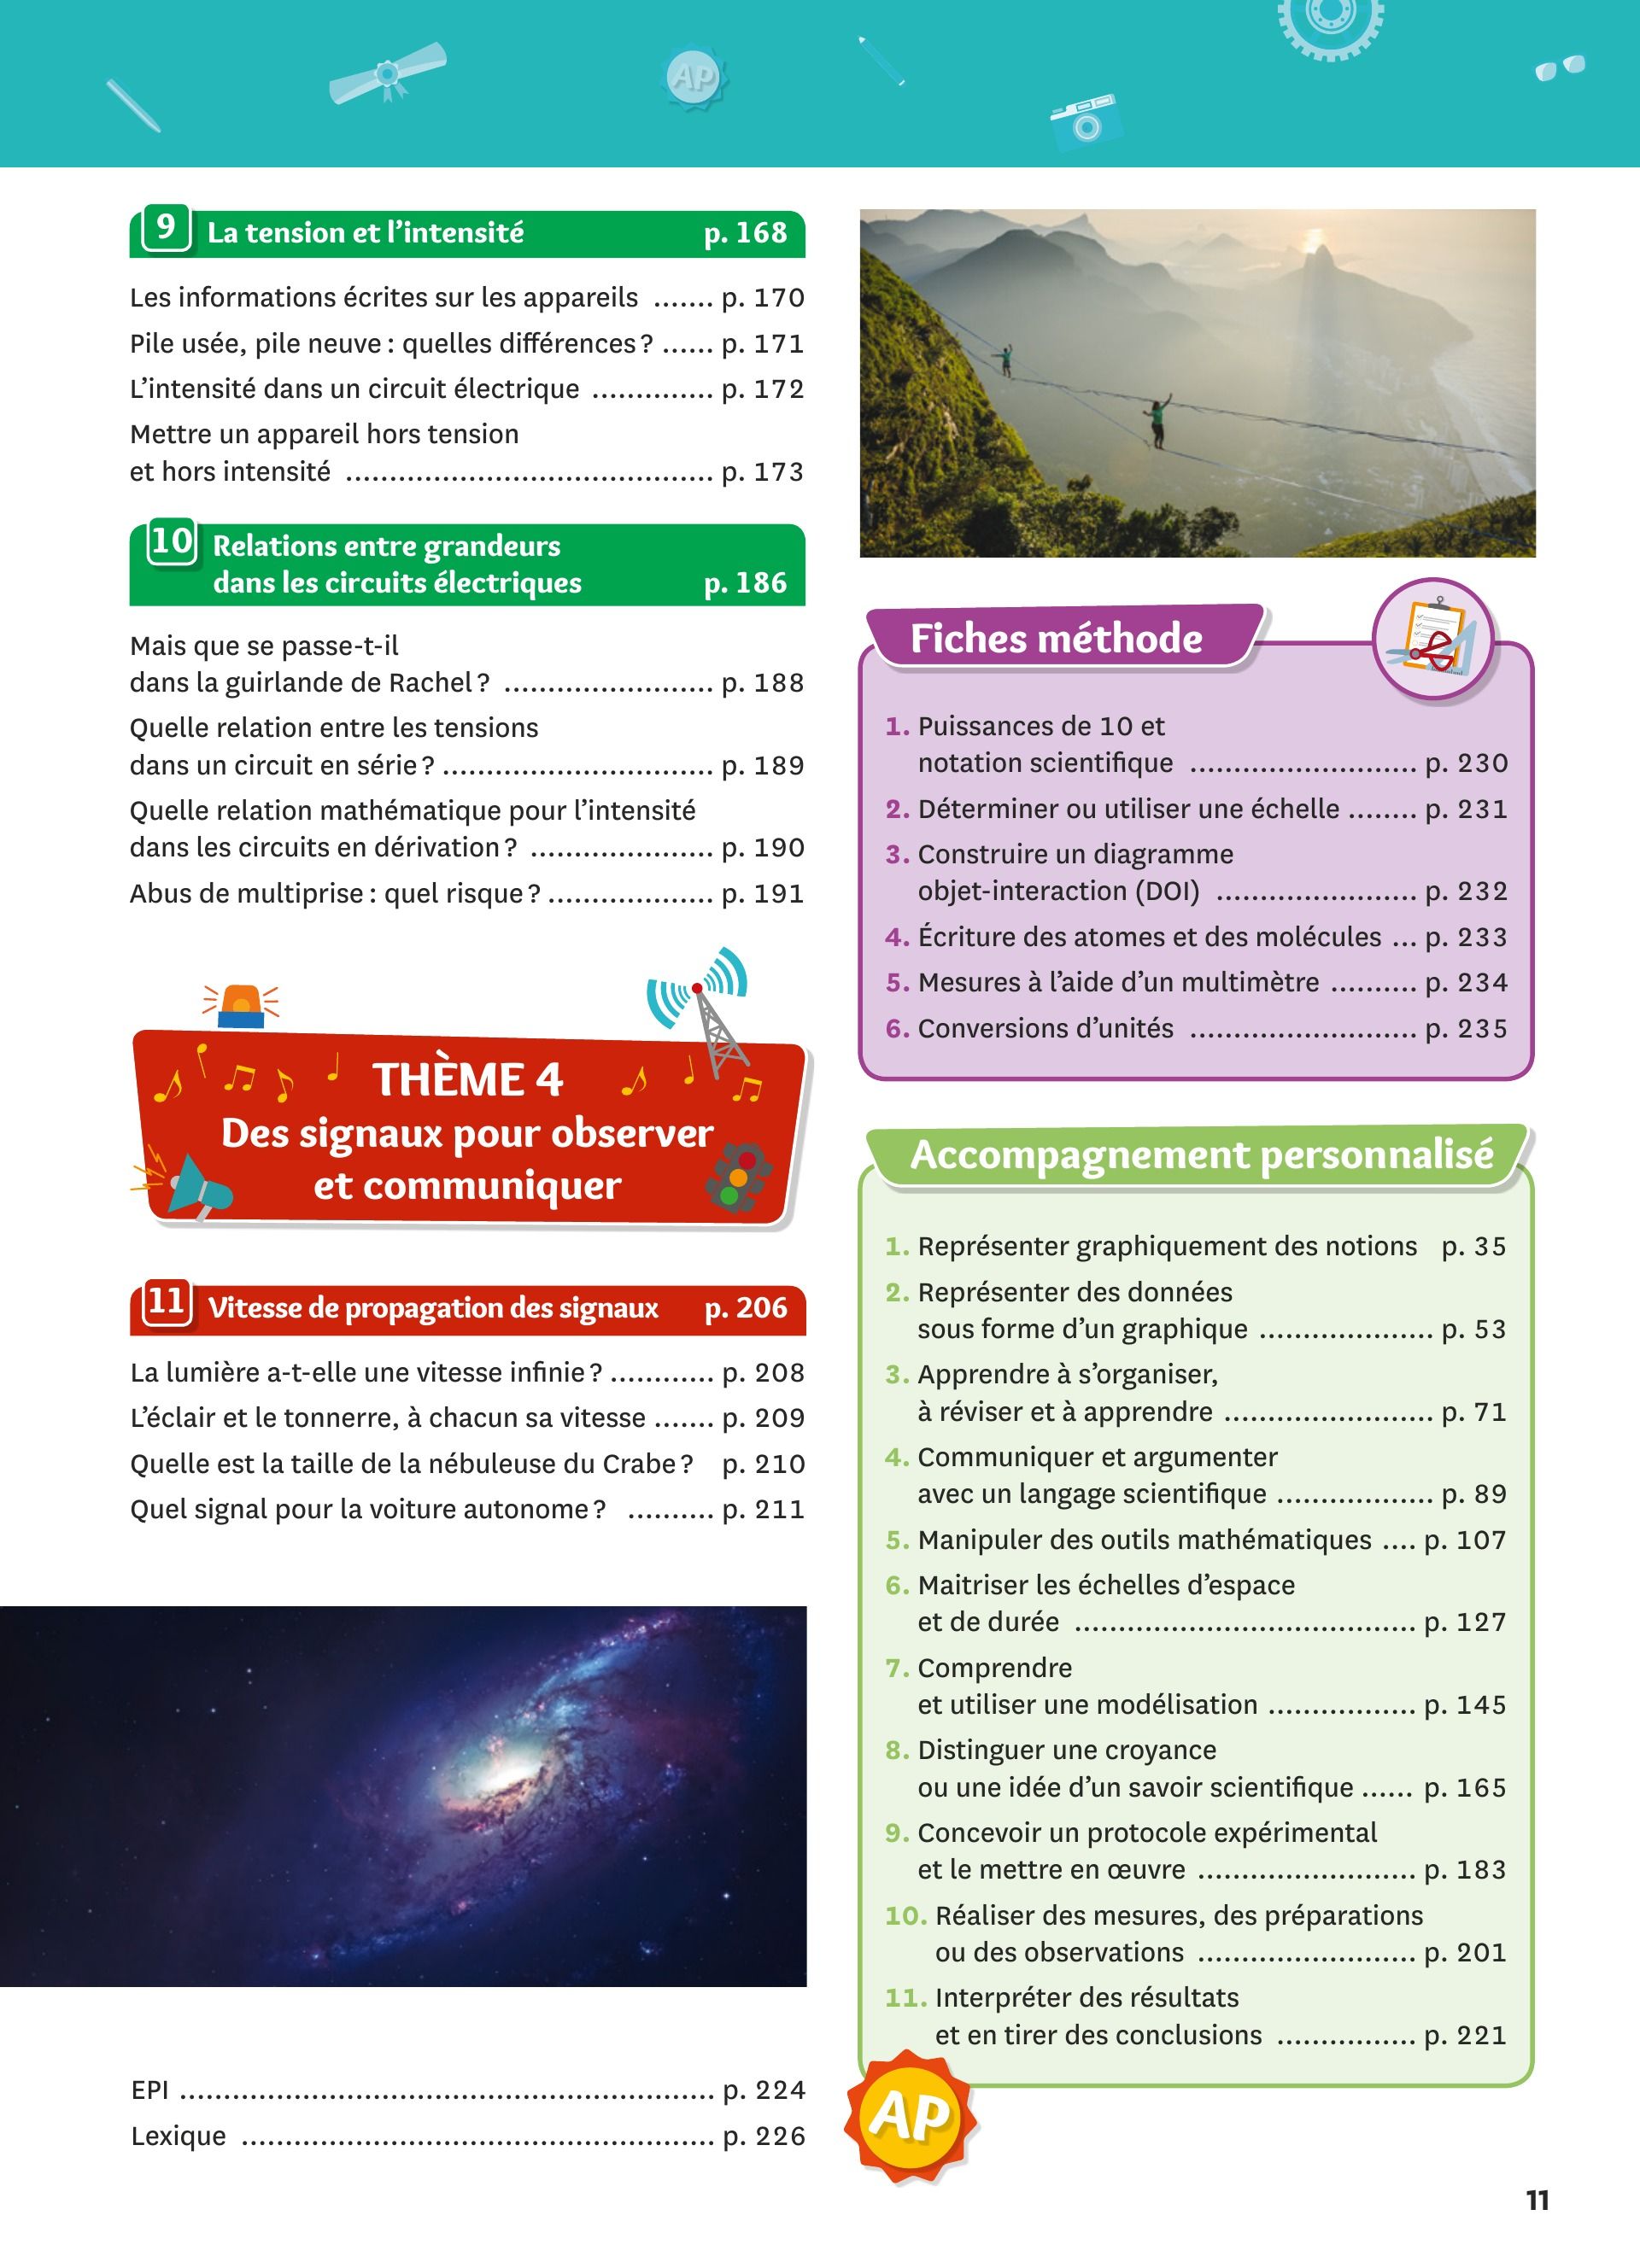 AP
9 La tension et l’intensité p. 168
Les informations écrites sur les appareils ....... p. 170
Pile usée, pile neuve : quelles différences ? ...... p. 171
L’intensité dans un circuit électrique .............. p. 172
Mettre un appareil hors tension
et hors intensité .......................................... p. 173
10 Relations entre grandeurs
dans les circuits électriques p. 186
Mais que se passe-t-il
dans la guirlande de Rachel ? ........................ p. 188
Quelle relation entre les tensions
dans un circuit en série ? ............................... p. 189
Quelle relation mathématique pour l’intensité
dans les circuits en dérivation ? ..................... p. 190
Abus de multiprise : quel risque ? ................... p. 191
THÈME 4
Des signaux pour observer
et communiquer
11 Vitesse de propagation des signaux p. 206
La lumière a-t-elle une vitesse infinie ? ............ p. 208
L’éclair et le tonnerre, à chacun sa vitesse ....... p. 209
Quelle est la taille de la nébuleuse du Crabe ? p. 210
Quel signal pour la voiture autonome ? .......... p. 211
EPI ............................................................. p. 224
Lexique ...................................................... p. 226
Fiches méthode
1. Puissances de 10 et
notation scientifique .......................... p. 230
2. Déterminer ou utiliser une échelle ........ p. 231
3. Construire un diagramme
objet-interaction (DOI) ....................... p. 232
4. Écriture des atomes et des molécules ... p. 233
5. Mesures à l’aide d’un multimètre .......... p. 234
6. Conversions d’unités .......................... p. 235
Accompagnement personnalisé
1. Représenter graphiquement des notions p. 35
2. Représenter des données
sous forme d’un graphique .................... p. 53
3. Apprendre à s’organiser,
à réviser et à apprendre ........................ p. 71
4. Communiquer et argumenter
avec un langage scientifique .................. p. 89
5. Manipuler des outils mathématiques .... p. 107
6. Maitriser les échelles d’espace
et de durée ....................................... p. 127
7. Comprendre
et utiliser une modélisation ................. p. 145
8. Distinguer une croyance
ou une idée d’un savoir scientifique ...... p. 165
9. Concevoir un protocole expérimental
et le mettre en œuvre ......................... p. 183
10. Réaliser des mesures, des préparations
ou des observations ......................... p. 201
11. Interpréter des résultats
et en tirer des conclusions ................ p. 221
AP
11